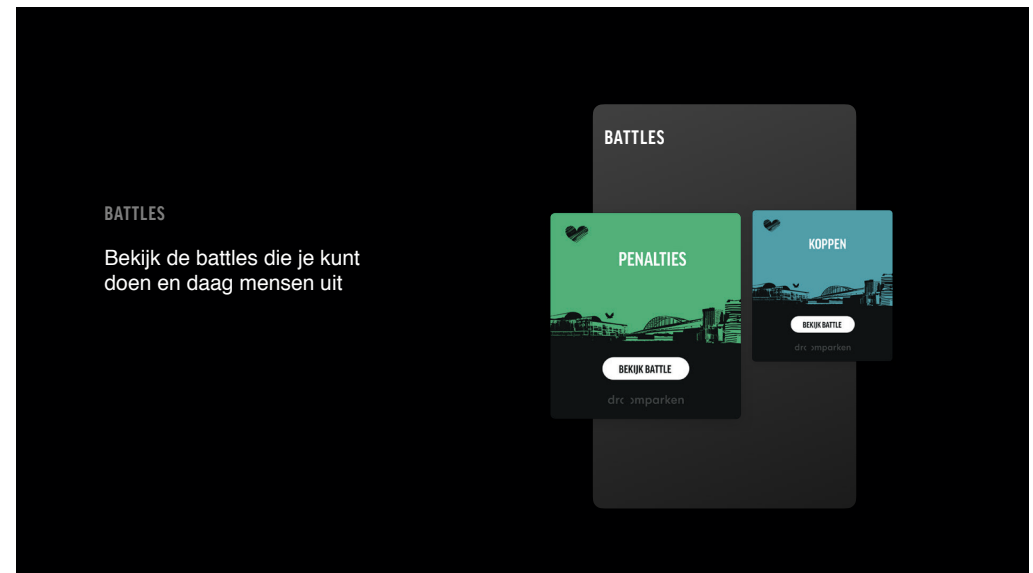 BATTLES
Bekijk de battles die je kunt
doen en daag mensen uit
BATTLES
PENALTIES
BEKIJK BATTLE
KOPPEN
BEKIJK BATTLE